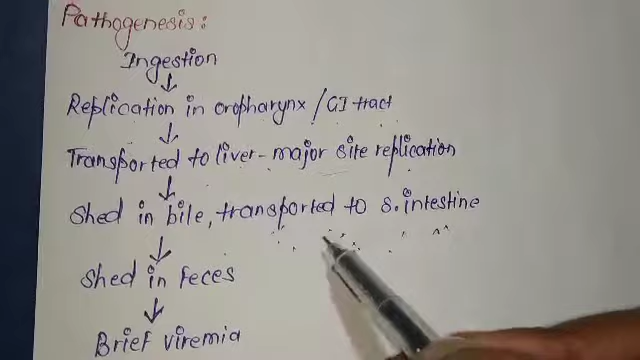 Pathogenesis:
Ingestion
Replication in oropharynx / GI tract
Transported to liver - major site replication
Shed in bile, transported to s. intestine
Shed in feces
Brief viremia